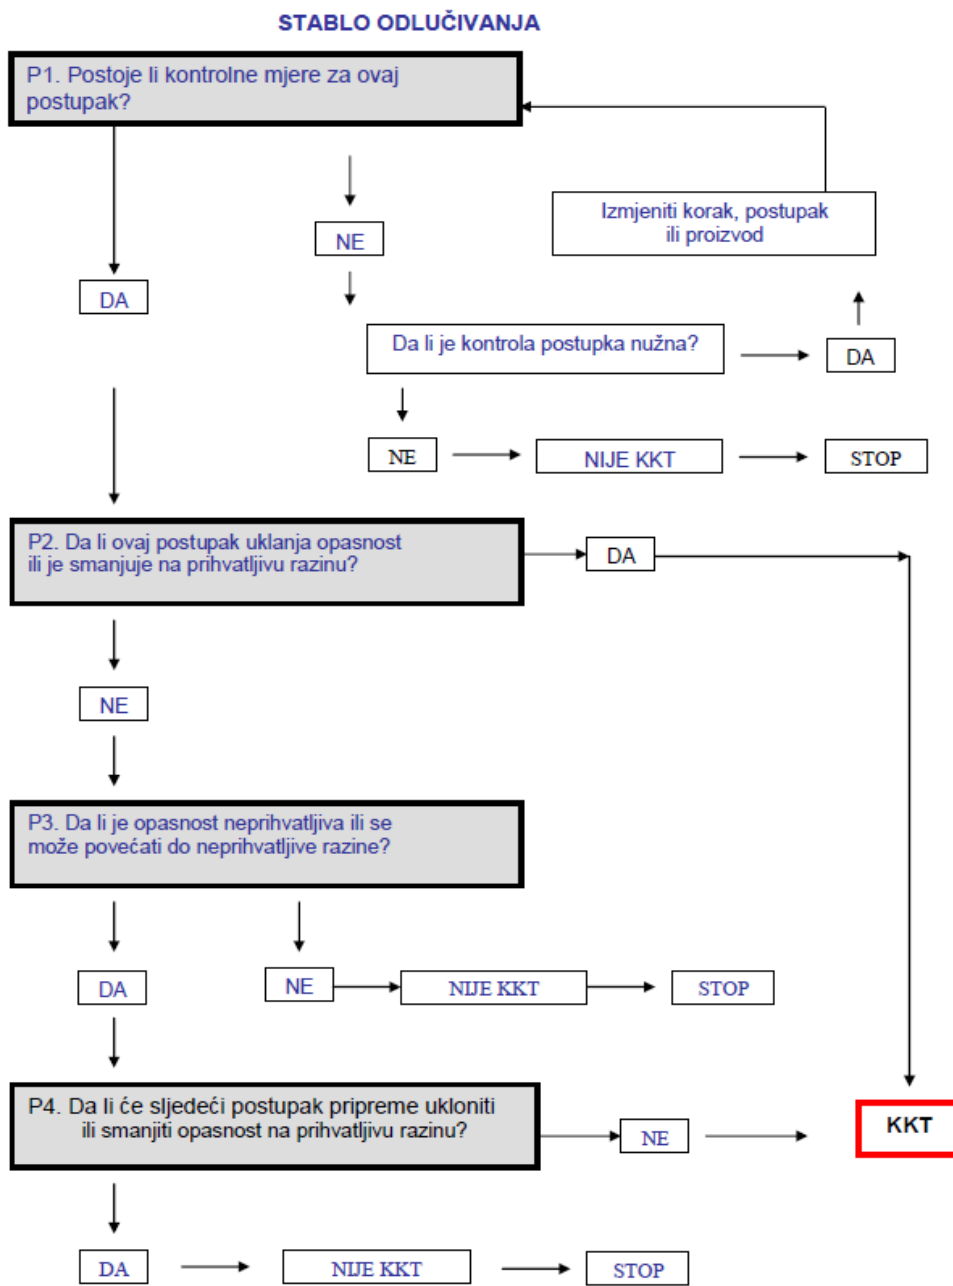 STABLO ODLUČIVANJA
P1. Postoje li kontrolne mjere za ovaj
postupak?
Izmjeniti korak, postupak
ili proizvod
NE
DA
Da li je kontrola postupka nužna?
DA
NE
NIJE KKT
STOP
P2. Da li ovaj postupak uklanja opasnost
ili je smanjuje na prihvatljivu razinu?
DA
NE
P3. Da li je opasnost neprihvatljiva ili se
može povećati do neprihvatljive razine?
DA
NE
NIJE KKT
STOP
P4. Da li će sljedeći postupak pripreme ukloniti
ili smanjiti opasnost na prihvatljivu razinu?
NE
KKT
DA
NIJE KKT
STOP